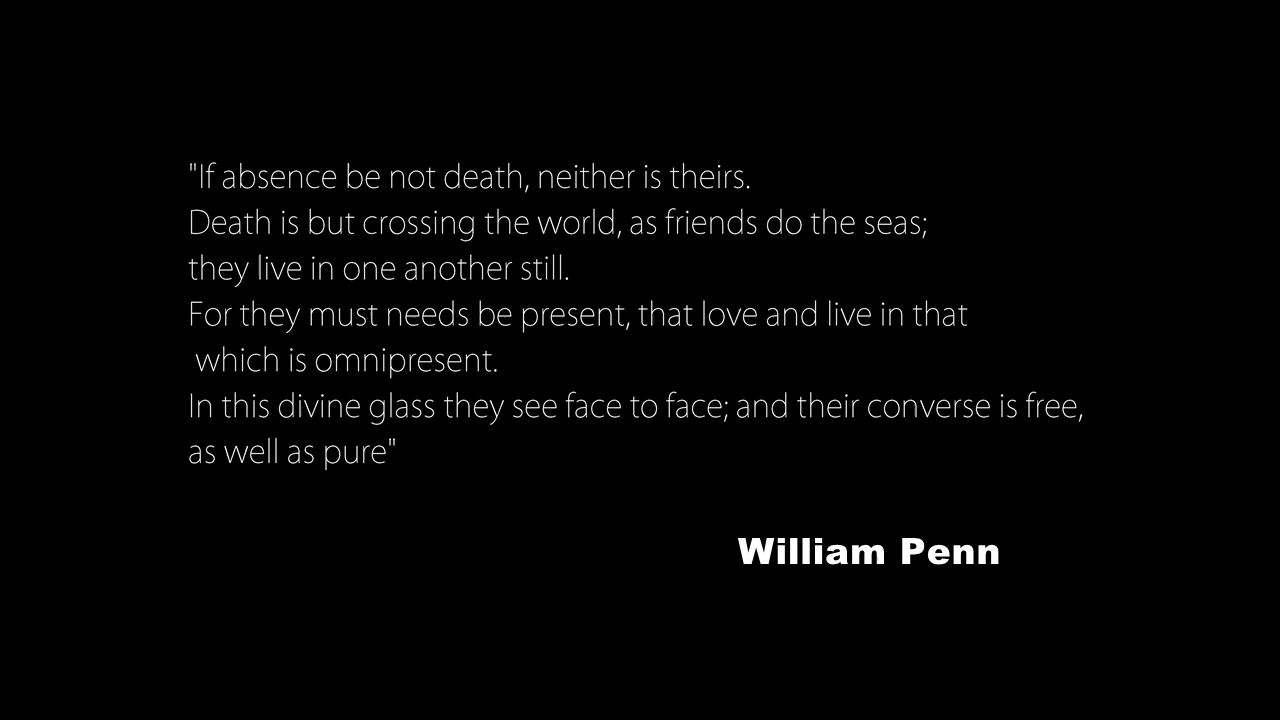 "If absence be not death, neither is theirs.
Death is but crossing the world, as friends do the seas;
they live in one another still.
For they must needs be present, that love and live in that
which is omnipresent.
In this divine glass they see face to face; and their converse is free,
as well as pure"
William Penn